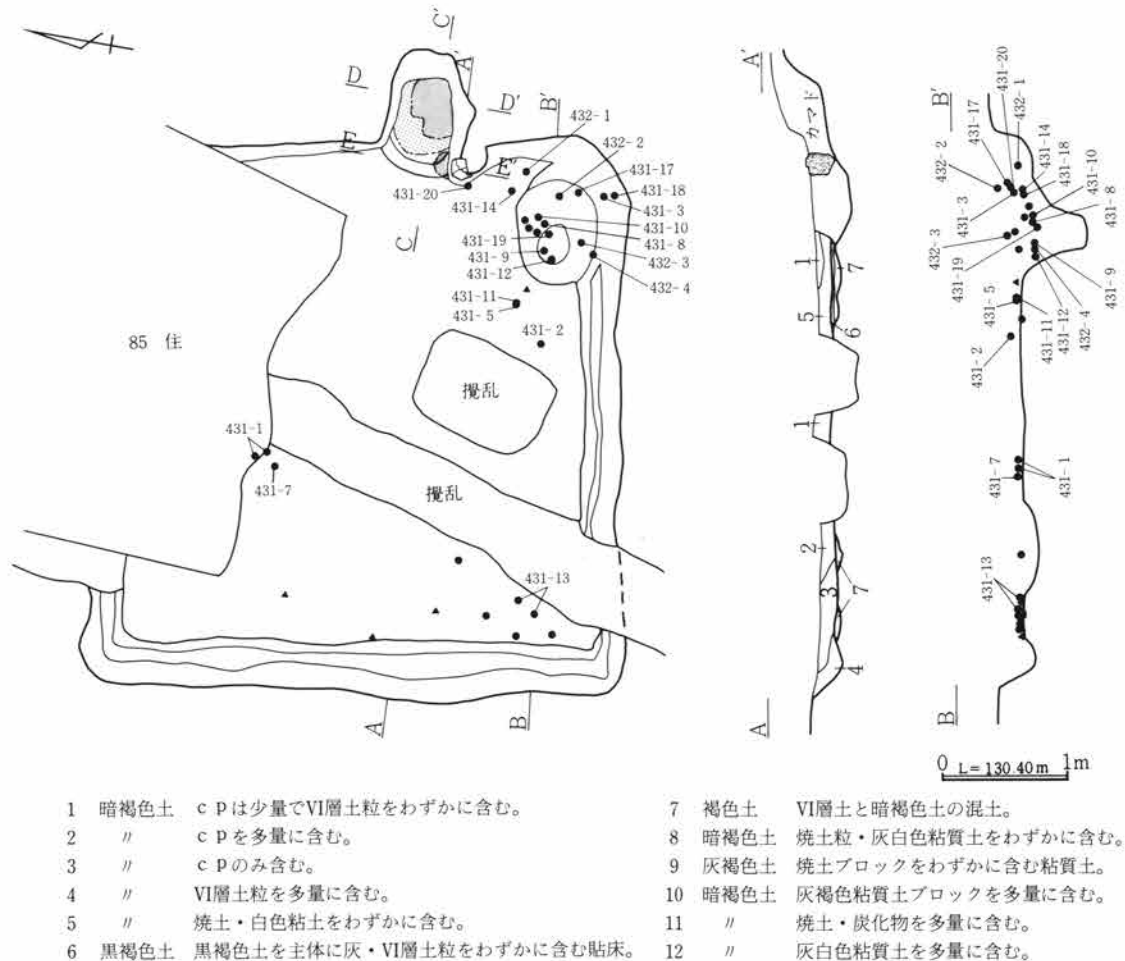 C'
A'
D
D'
B'
E
E'
432-1
432-2
431-17
431-18
431-20
431-14
431-3
431-10
C
431-19
431-8
431-9
432-3
431-12
432-4
431-11
431-5
431-2
85 住
攪乱
431-1
攪乱
431-7
431-13
A
B
A'
カマド
1
7
5
6
1
2
3
7
4
A
B'
431-20
432-1
431-17
431-14
432-2
431-18
431-10
431-3
431-8
432-3
431-19
431-9
431-5
432-4
431-12
431-11
431-2
431-7
431-1
431-13
B
0 L=130.40m 1m
1 暗褐色土 cpは少量でⅥ層土粒をわずかに含む。
2 〃 cpを多量に含む。
3 〃 cpのみ含む。
4 〃 Ⅵ層土粒を多量に含む。
5 〃 焼土・白色粘土をわずかに含む。
6 黒褐色土 黒褐色土を主体に灰・Ⅵ層土粒をわずかに含む貼床。
7 褐色土 Ⅵ層土と暗褐色土の混土。
8 暗褐色土 焼土粒・灰白色粘質土をわずかに含む。
9 灰褐色土 焼土ブロックをわずかに含む粘質土。
10 暗褐色土 灰褐色粘質土ブロックを多量に含む。
11 〃 焼土・炭化物を多量に含む。
12 〃 灰白色粘質土を多量に含む。